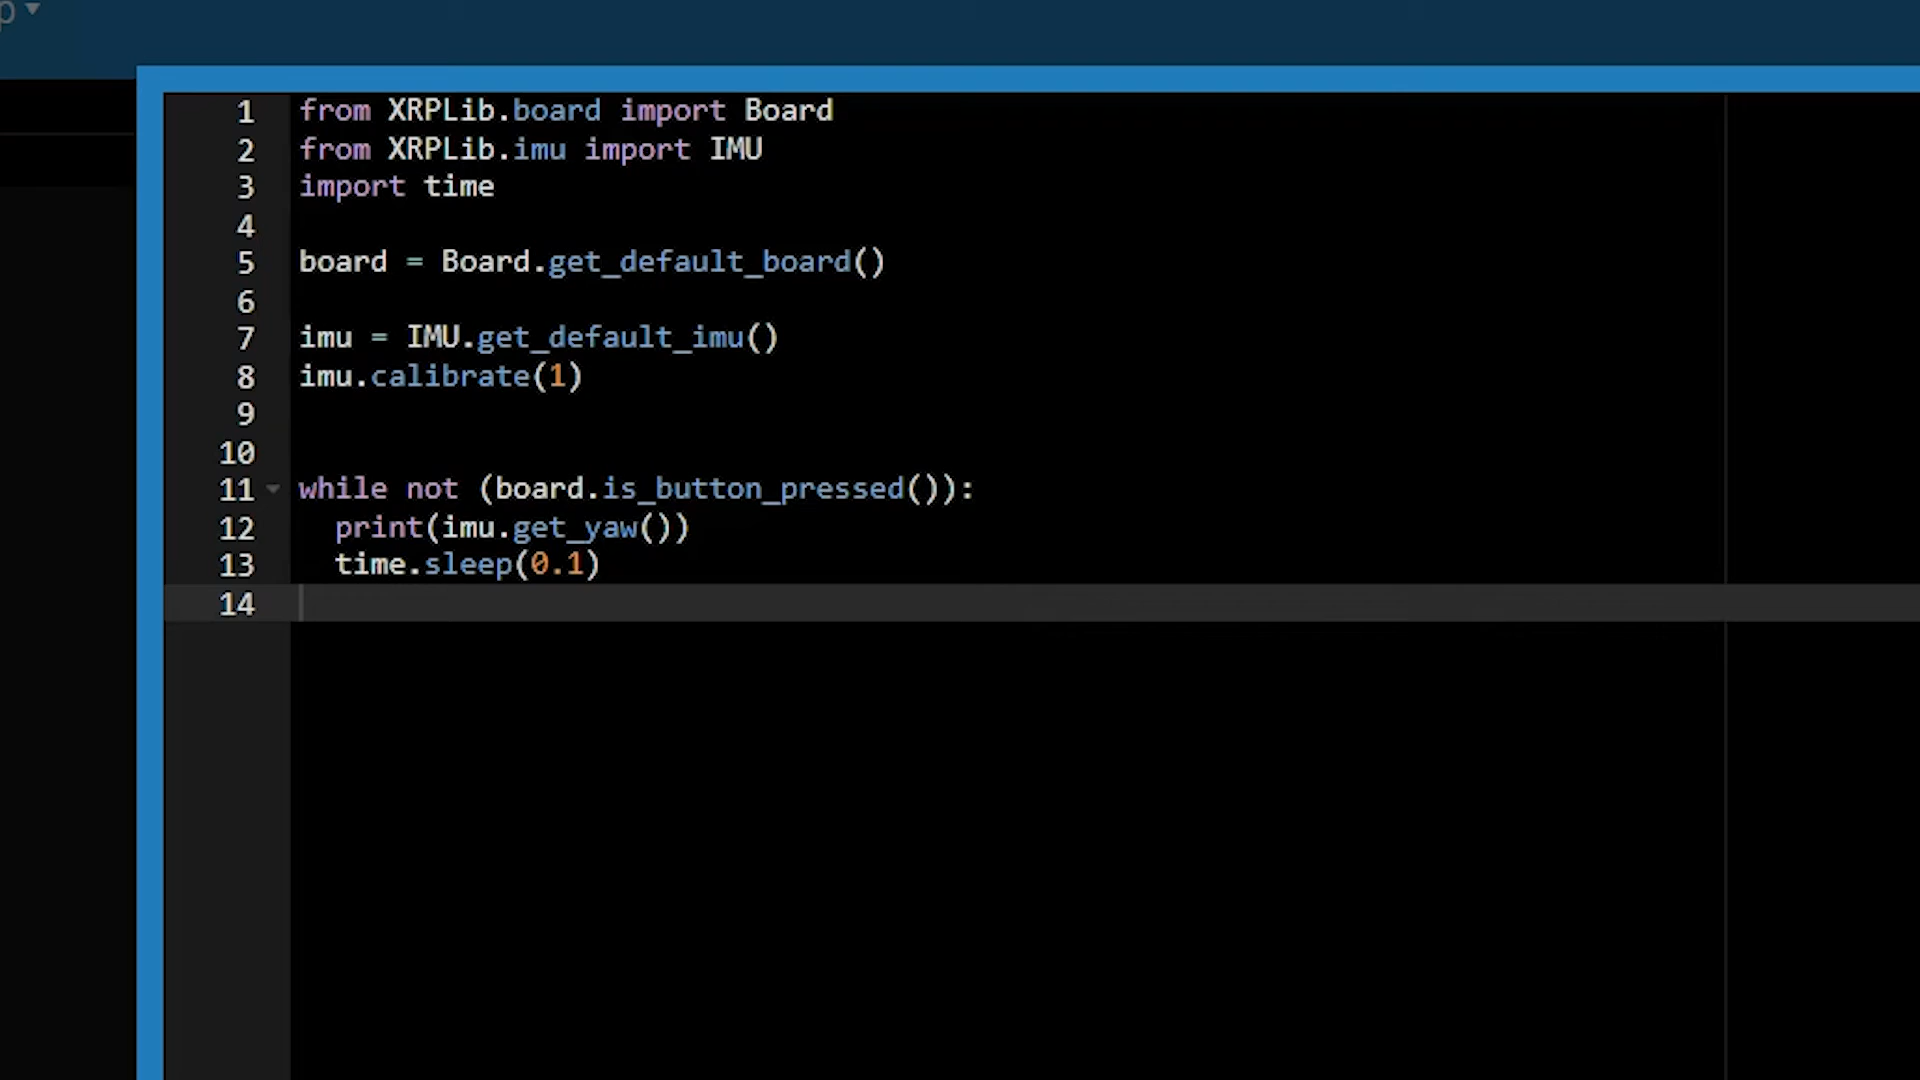 p
1 from XRPLib.board import Board
2 from XRPLib.imu import IMU
3 import time
4
5 board = Board.get_default_board()
6
7 imu = IMU.get_default_imu()
8 imu.calibrate(1)
9
10
11 while not (board.is_button_pressed()):
12   print(imu.get_yaw())
13   time.sleep(0.1)
14